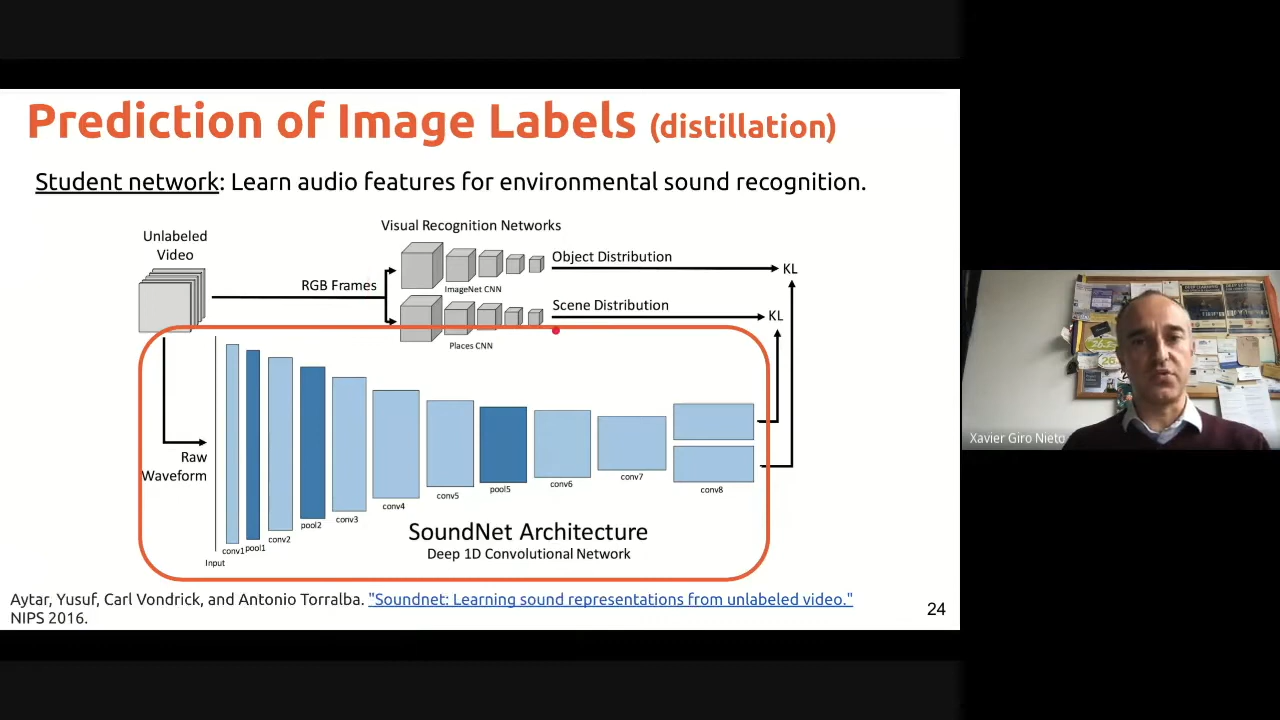 Prediction of Image Labels (distillation)
Student network: Learn audio features for environmental sound recognition.
Visual Recognition Networks
Unlabeled
Video
Object Distribution
KL
RGB Frames
ImageNet CNN
Scene Distribution
KL
Places CNN
Raw
Waveform
Input
conv1
pool1
conv2
pool2
conv3
conv4
conv5
pool5
conv6
conv7
conv8
SoundNet Architecture
Deep 1D Convolutional Network
Aytar, Yusuf, Carl Vondrick, and Antonio Torralba. "Soundnet: Learning sound representations from unlabeled video."
NIPS 2016.
24
Xavier Giro Nieto